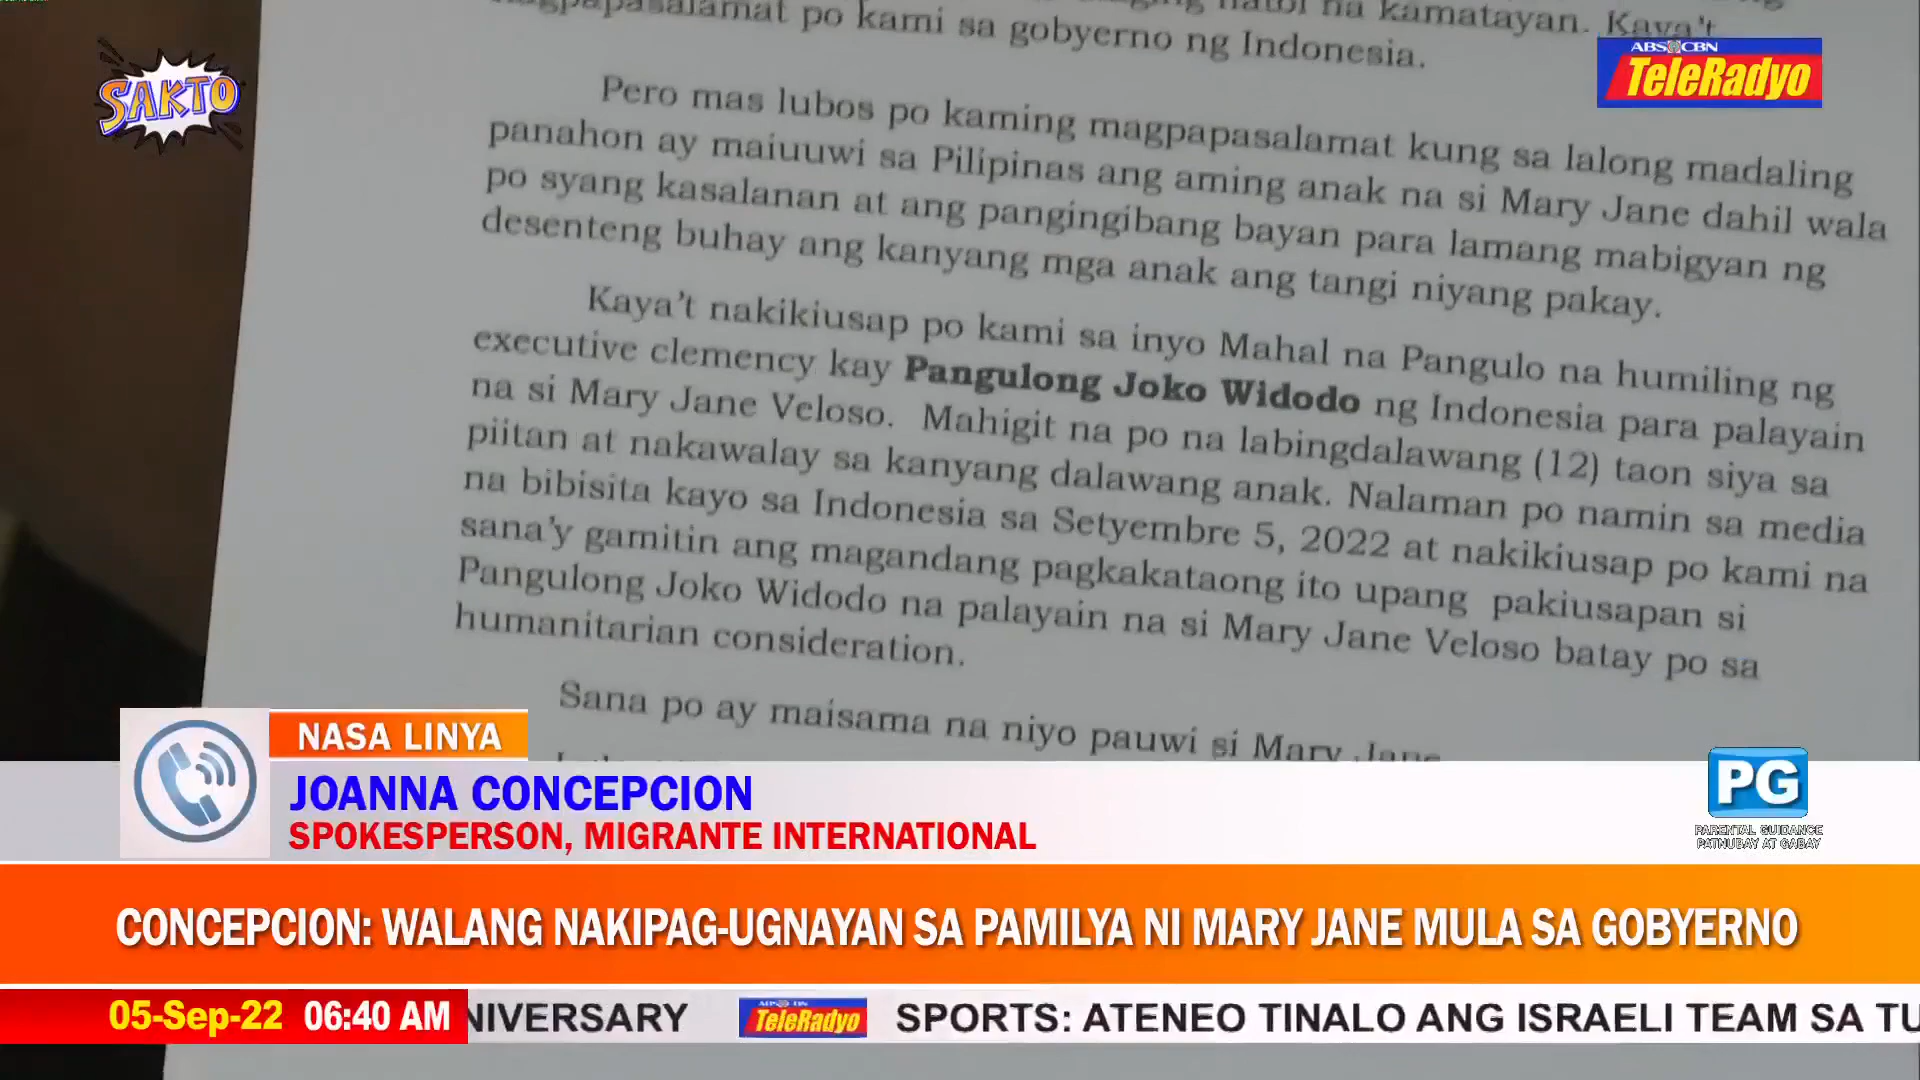 natol na kamatayan. Kaya't
magpapasalamat po kami sa gobyerno ng Indonesia.
SAKTO
ABS-CBN
TeleRadyo
Pero mas lubos po kaming magpapasalamat kung sa lalong madaling
panahon ay maiuuwi sa Pilipinas ang aming anak na si Mary Jane dahil wala
po syang kasalanan at ang pangingibang bayan para lamang mabigyan ng
desenteng buhay ang kanyang mga anak ang tangi niyang pakay.
Kaya't nakikiusap po kami sa inyo Mahal na Pangulo na humiling ng
executive clemency kay Pangulong Joko Widodo ng Indonesia para palayain
na si Mary Jane Veloso. Mahigit na po na labingdalawang (12) taon siya sa
piitan at nakawalay sa kanyang dalawang anak. Nalaman po namin sa media
na bibisita kayo sa Indonesia sa Setyembre 5, 2022 at nakikiusap po kami na
sana'y gamitin ang magandang pagkakataong ito upang pakiusapan si
Pangulong Joko Widodo na palayain na si Mary Jane Veloso batay po sa
humanitarian consideration.
Sana po ay maisama na niyo pauwi si Mary Jane
NASA LINYA
JOANNA CONCEPCION
SPOKESPERSON, MIGRANTE INTERNATIONAL
PG
PARENTAL GUIDANCE
PATNUBAY AT GABAY
CONCEPCION: WALANG NAKIPAG-UGNAYAN SA PAMILYA NI MARY JANE MULA SA GOBYERNO
05-Sep-22 06:40 AM NIVERSARY ABS-CBN TeleRadyo SPORTS: ATENEO TINALO ANG ISRAELI TEAM SA TU